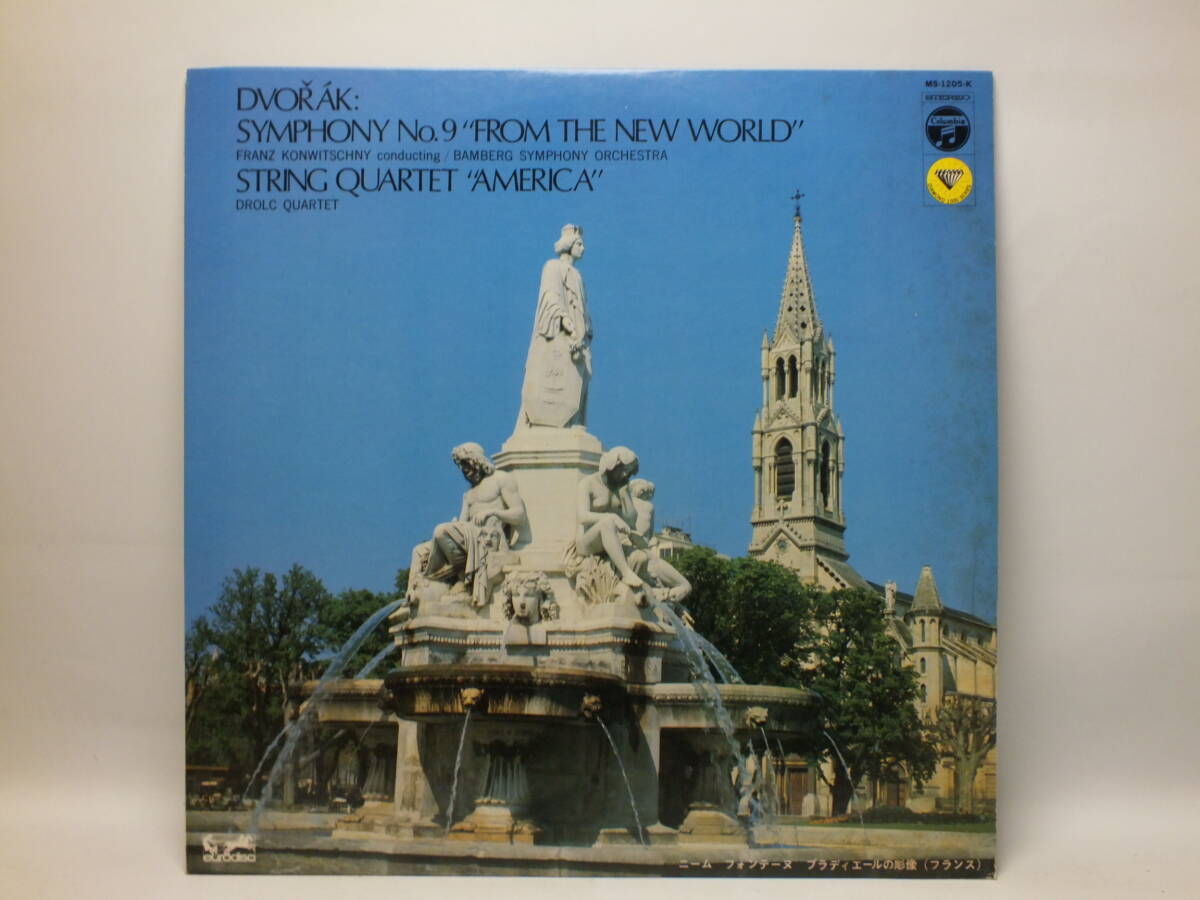 DVOŘÁK:
SYMPHONY No.9 "FROM THE NEW WORLD"
FRANZ KONWITSCHNY conducting / BAMBERG SYMPHONY ORCHESTRA
STRING QUARTET "AMERICA"
DROLC QUARTET
MS-1205-K
STEREO
Columbia
eurodisc
ニーム フォンテーヌ プラディエールの彫像(フランス)